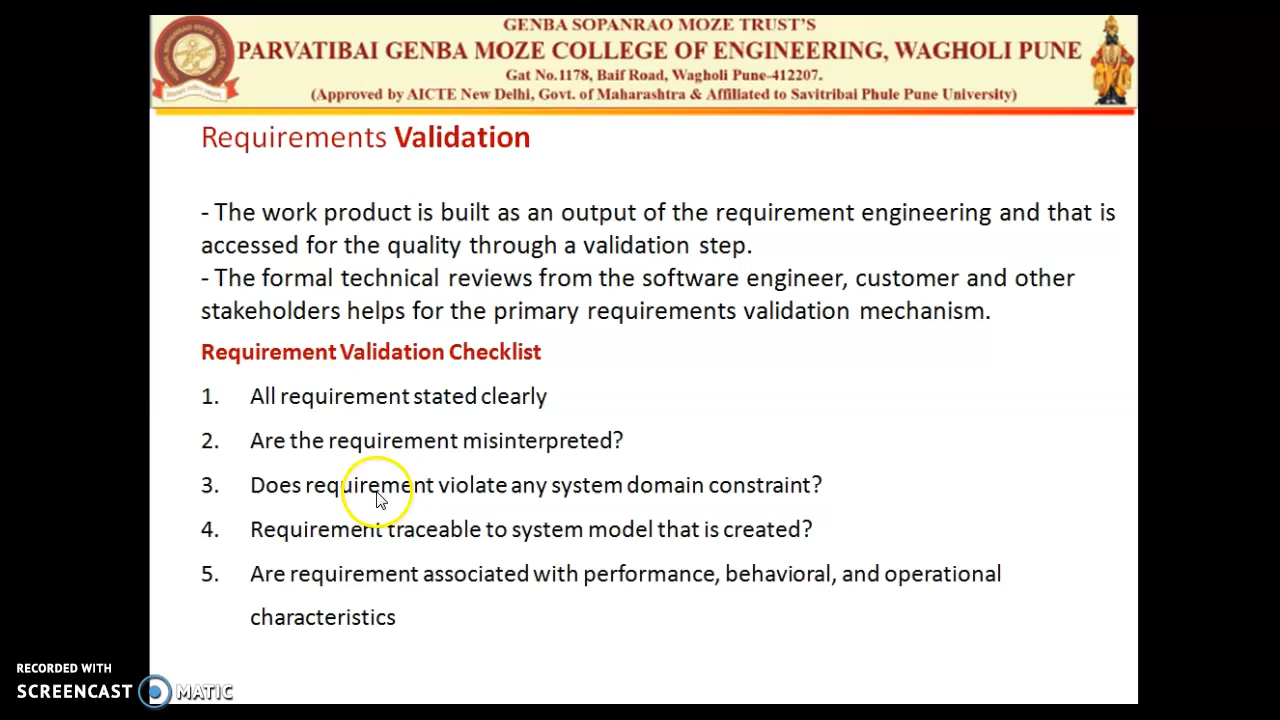 GENBA SOPANRAO MOZE TRUST'S
PARVATIBAI GENBA MOZE COLLEGE OF ENGINEERING, WAGHOLI PUNE
Gat No.1178, Baif Road, Wagholi Pune-412207.
(Approved by AICTE New Delhi, Govt. of Maharashtra & Affiliated to Savitribai Phule Pune University)
Requirements Validation
- The work product is built as an output of the requirement engineering and that is
accessed for the quality through a validation step.
- The formal technical reviews from the software engineer, customer and other
stakeholders helps for the primary requirements validation mechanism.
Requirement Validation Checklist
1. All requirement stated clearly
2. Are the requirement misinterpreted?
3. Does requirement violate any system domain constraint?
4. Requirement traceable to system model that is created?
5. Are requirement associated with performance, behavioral, and operational
characteristics
RECORDED WITH
SCREENCAST MATIC